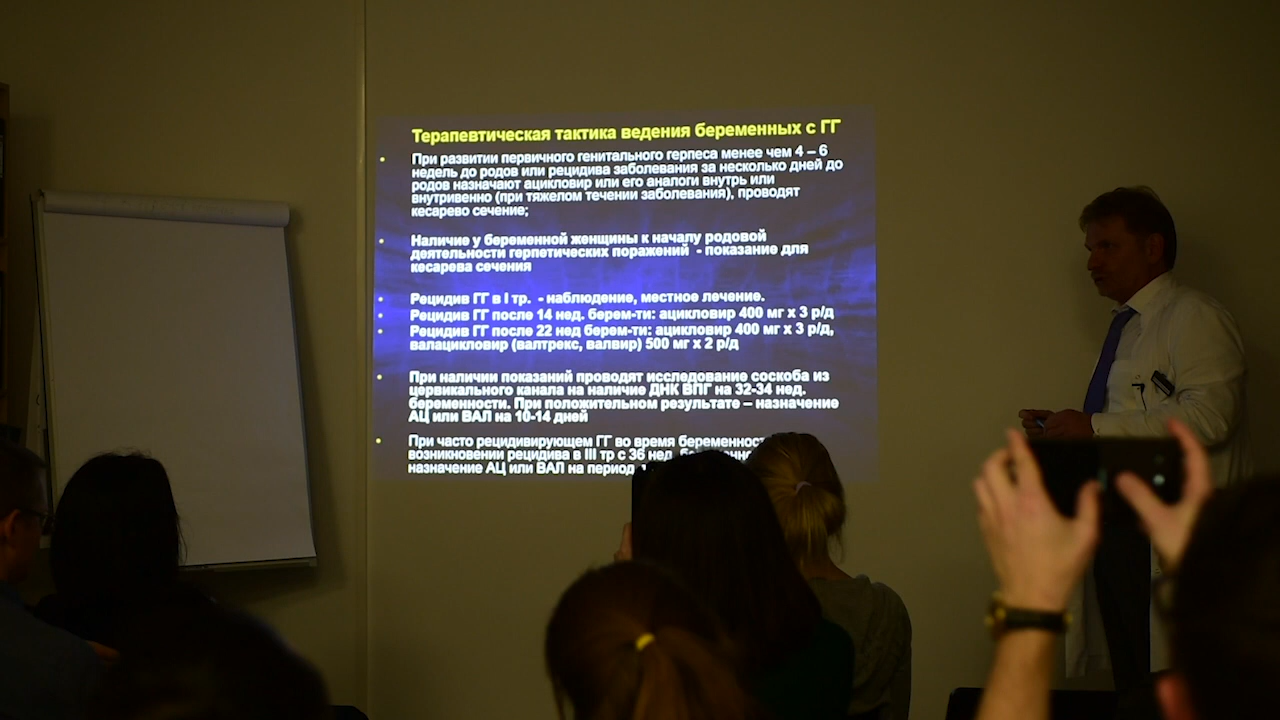 Терапевтическая тактика ведения беременных с ГГ
• При развитии первичного генитального герпеса менее чем 4 – 6
недель до родов или рецидива заболевания за несколько дней до
родов назначают ацикловир или его аналоги внутрь или
внутривенно (при тяжелом течении заболевания), проводят
кесарево сечение;
• Наличие у беременной женщины к началу родовой
деятельности герпетических поражений - показание для
кесарева сечения
• Рецидив ГГ в I тр. - наблюдение, местное лечение.
• Рецидив ГГ после 14 нед. берем-ти: ацикловир 400 мг х 3 р/д
• Рецидив ГГ после 22 нед берем-ти: ацикловир 400 мг х 3 р/д,
валацикловир (валтрекс, валвир) 500 мг х 2 р/д
• При наличии показаний проводят исследование соскоба из
цервикального канала на наличие ДНК ВПГ на 32-34 нед.
беременности. При положительном результате – назначение
АЦ или ВАЛ на 10-14 дней
• При часто рецидивирующем ГГ во время
возникновении рецидива в III тр с 36 нед.
назначение АЦ или ВАЛ на